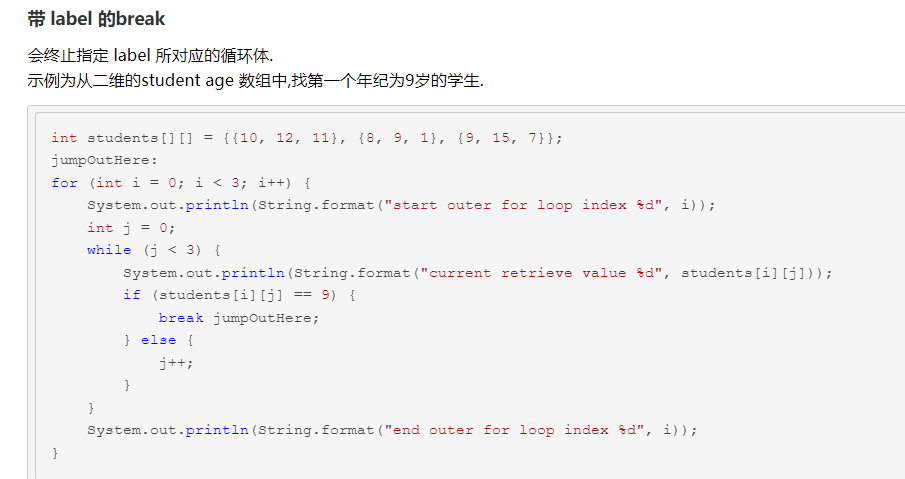 带 label 的break
会终止指定 label 所对应的循环体.
示例为从二维的student age 数组中,找第一个年纪为9岁的学生.
int students[][] = {{10, 12, 11}, {8, 9, 1}, {9, 15, 7}};
jumpOutHere:
for (int i = 0; i < 3; i++) {
    System.out.println(String.format("start outer for loop index %d", i));
    int j = 0;
    while (j < 3) {
        System.out.println(String.format("current retrieve value %d", students[i][j]));
        if (students[i][j] == 9) {
            break jumpOutHere;
        } else {
            j++;
        }
    }
    System.out.println(String.format("end outer for loop index %d", i));
}